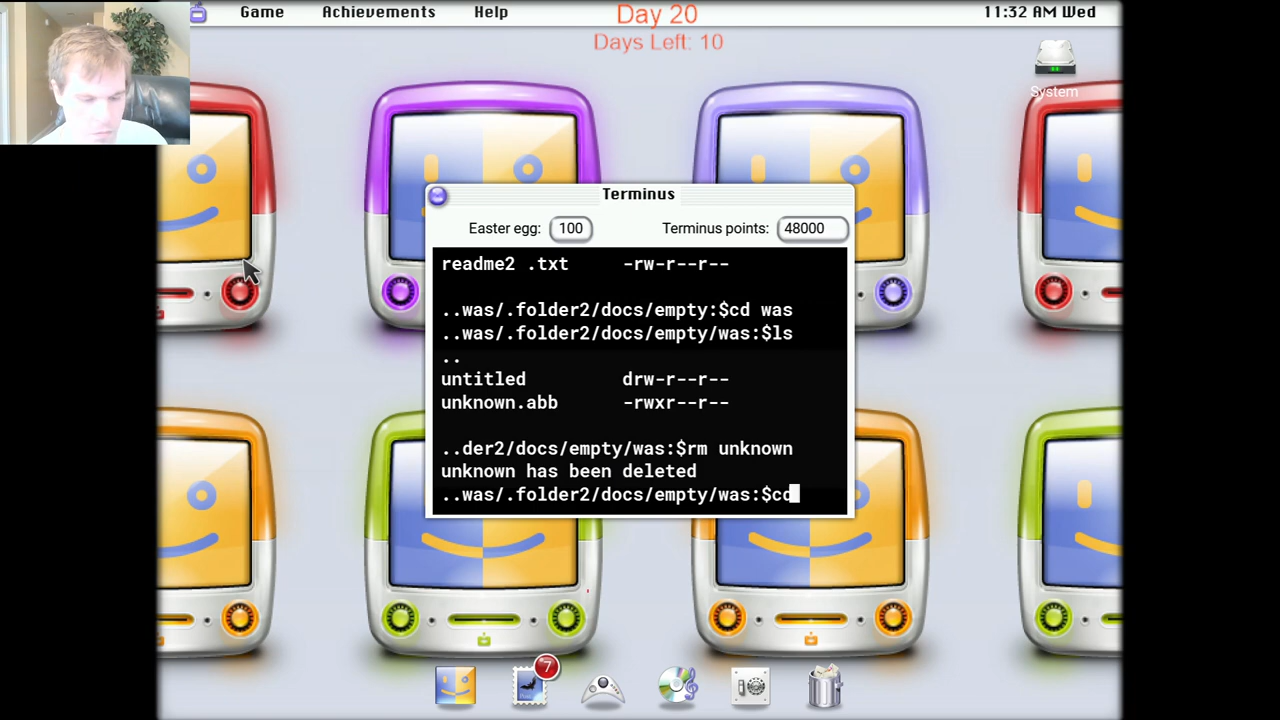 Game Achievements Help
Day 20
11:32 AM Wed
Days Left: 10
System
Terminus
Easter egg: 100 Terminus points: 48000
readme2 .txt -rw-r--r--
..was/.folder2/docs/empty:$cd was
..was/.folder2/docs/empty/was:$ls
..
untitled drw-r--r--
unknown.abb -rwxr--r--
..der2/docs/empty/was:$rm unknown
unknown has been deleted
..was/.folder2/docs/empty/was:$cd
7